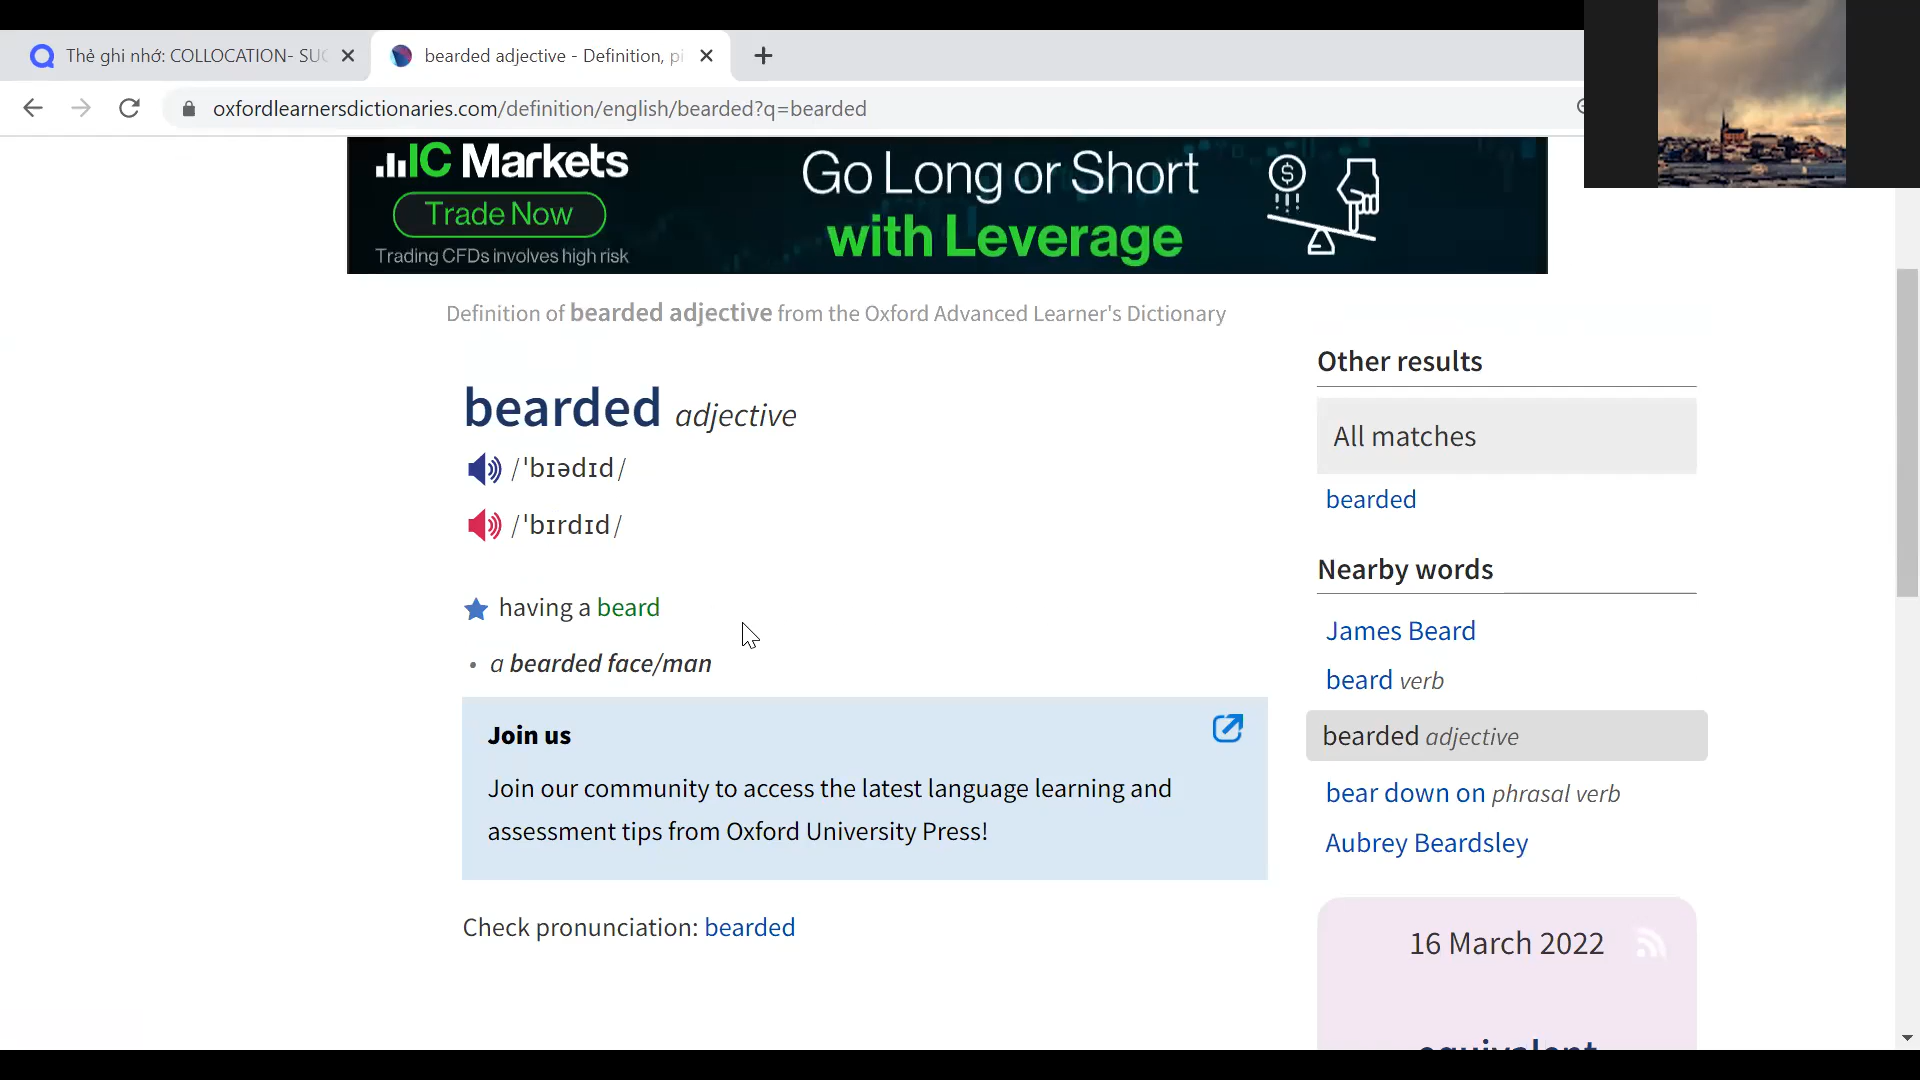 Thẻ ghi nhớ: COLLOCATION- SUC
bearded adjective - Definition, pi
oxfordlearnersdictionaries.com/definition/english/bearded?q=bearded
IC Markets
Trade Now
Trading CFDs involves high risk
Go Long or Short
with Leverage
Definition of bearded adjective from the Oxford Advanced Learner's Dictionary
bearded adjective
/ˈbɪədɪd/
/ˈbɪrdɪd/
having a beard
• a bearded face/man
Join us
Join our community to access the latest language learning and
assessment tips from Oxford University Press!
Check pronunciation: bearded
Other results
All matches
bearded
Nearby words
James Beard
beard verb
bearded adjective
bear down on phrasal verb
Aubrey Beardsley
16 March 2022
equivalent